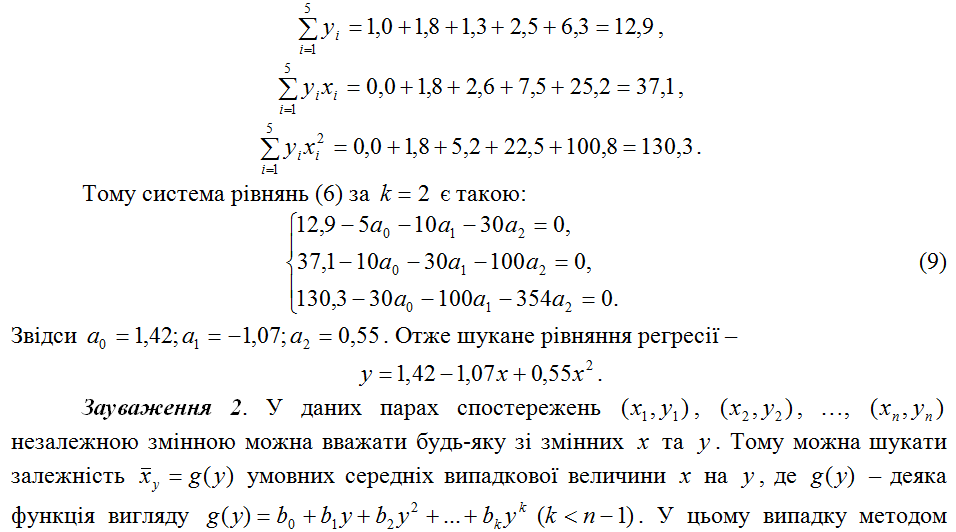 $\sum_{i=1}^{5} y_i = 1,0+1,8+1,3+2,5+6,3=12,9\,,$
$\sum_{i=1}^{5} y_i x_i = 0,0+1,8+2,6+7,5+25,2=37,1\,,$
$\sum_{i=1}^{5} y_i x_i^2 = 0,0+1,8+5,2+22,5+100,8=130,3\,.$
Тому система рівнянь (6) за $k=2$ є такою:
$\begin{cases} 12,9-5a_0-10a_1-30a_2=0, \\ 37,1-10a_0-30a_1-100a_2=0, \\ 130,3-30a_0-100a_1-354a_2=0. \end{cases}$ (9)
Звідси $a_0=1,42; a_1=-1,07; a_2=0,55$. Отже шукане рівняння регресії –
$y=1,42-1,07x+0,55x^2\,.$
Зауваження 2. У даних парах спостережень $(x_1,y_1)$, $(x_2,y_2)$, …, $(x_n,y_n)$
незалежною змінною можна вважати будь-яку зі змінних $x$ та $y$. Тому можна шукати
залежність $\bar{x}_y=g(y)$ умовних середніх випадкової величини $x$ на $y$, де $g(y)$ – деяка
функція вигляду $g(y)=b_0+b_1y+b_2y^2+...+b_ky^k$ $(k<n-1)$. У цьому випадку методом